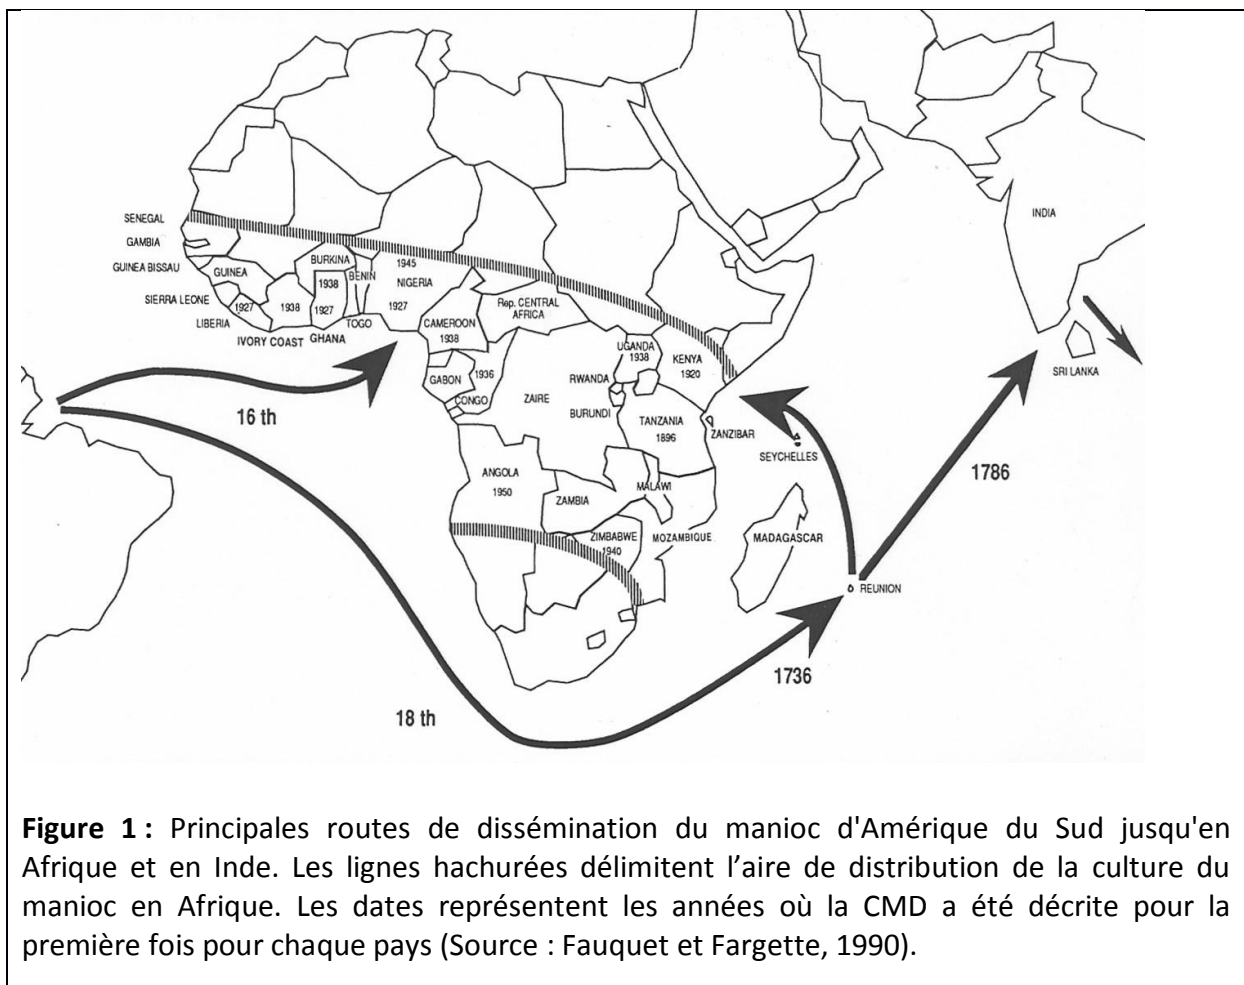 SENEGAL
GAMBIA
GUINEA BISSAU
GUINEA
SIERRA LEONE
1927
LIBERIA
1938
IVORY COAST
BURKINA
1938
1927
GHANA
BENIN
TOGO
1945
NIGERIA
1927
CAMEROON
1938
Rep. CENTRAL
AFRICA
GABON
1936
CONGO
ZAIRE
UGANDA
1938
KENYA
1920
RWANDA
BURUNDI
TANZANIA
1896
ZANZIBAR
SEYCHELLES
ANGOLA
1950
ZAMBIA
MALAWI
ZIMBABWE
1940
MOZAMBIQUE
MADAGASCAR
REUNION
INDIA
SRI LANKA
16 th
18 th
1736
1786
Figure 1 : Principales routes de dissémination du manioc d'Amérique du Sud jusqu'en
Afrique et en Inde. Les lignes hachurées délimitent l’aire de distribution de la culture du
manioc en Afrique. Les dates représentent les années où la CMD a été décrite pour la
première fois pour chaque pays (Source : Fauquet et Fargette, 1990).